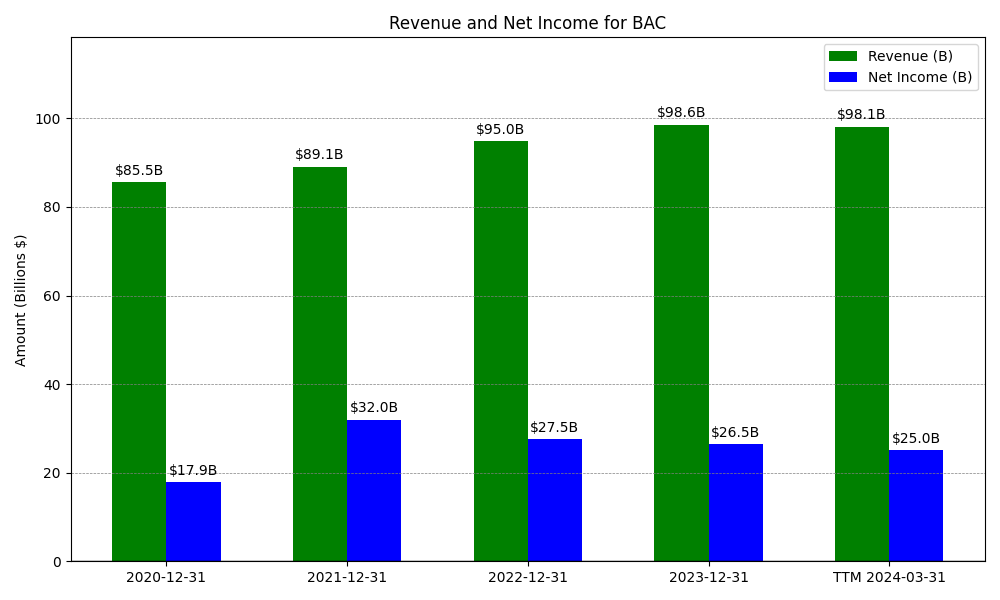 Revenue and Net Income for BAC
Revenue (B)
Net Income (B)
Amount (Billions $)
100
80
60
40
20
0
$85.5B
$17.9B
$89.1B
$32.0B
$95.0B
$27.5B
$98.6B
$26.5B
$98.1B
$25.0B
2020-12-31
2021-12-31
2022-12-31
2023-12-31
TTM 2024-03-31